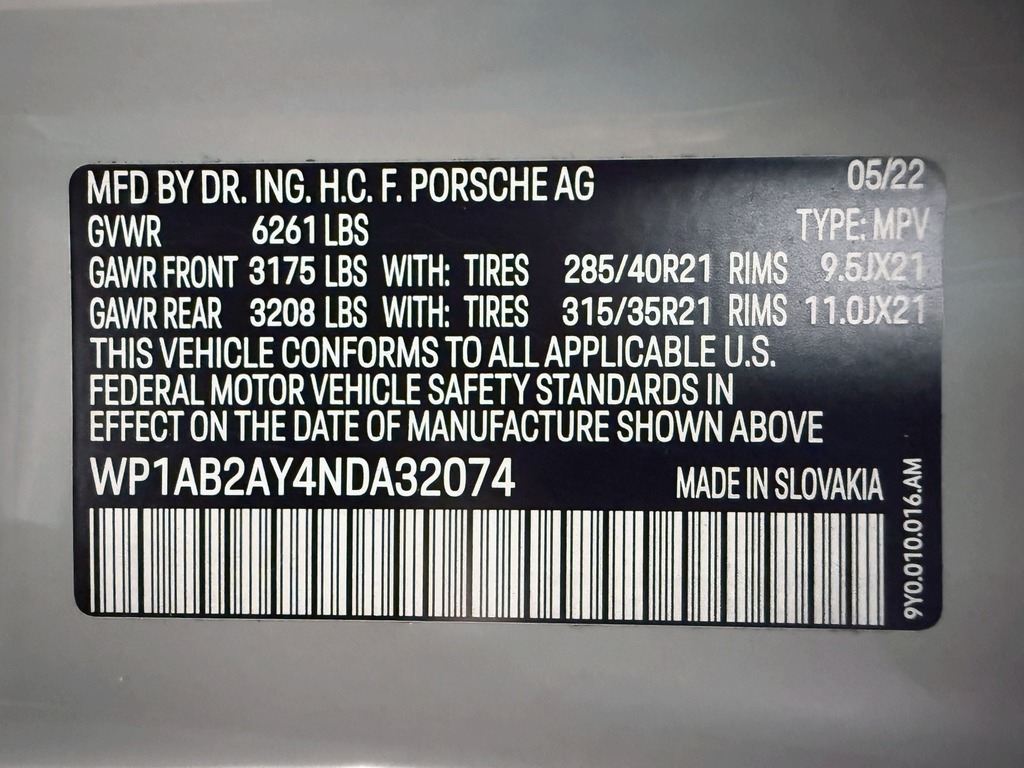 MFD BY DR. ING. H.C. F. PORSCHE AG 05/22
GVWR 6261 LBS TYPE: MPV
GAWR FRONT 3175 LBS WITH: TIRES 285/40R21 RIMS 9.5JX21
GAWR REAR 3208 LBS WITH: TIRES 315/35R21 RIMS 11.0JX21
THIS VEHICLE CONFORMS TO ALL APPLICABLE U.S.
FEDERAL MOTOR VEHICLE SAFETY STANDARDS IN
EFFECT ON THE DATE OF MANUFACTURE SHOWN ABOVE
WP1AB2AY4NDA32074 MADE IN SLOVAKIA
9Y0.010.016.AM